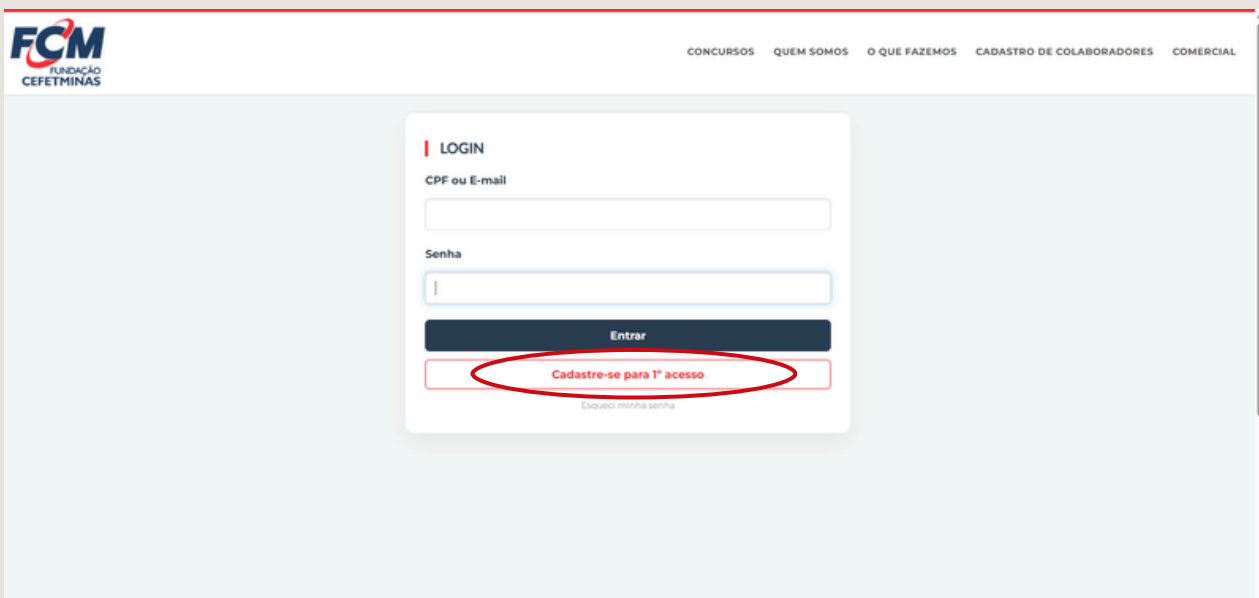 FCM
FUNDAÇÃO
CEFETMINAS
CONCURSOS QUEM SOMOS O QUE FAZEMOS CADASTRO DE COLABORADORES COMERCIAL
LOGIN
CPF ou E-mail
Senha
Entrar
Cadastre-se para 1º acesso
Esqueci minha senha